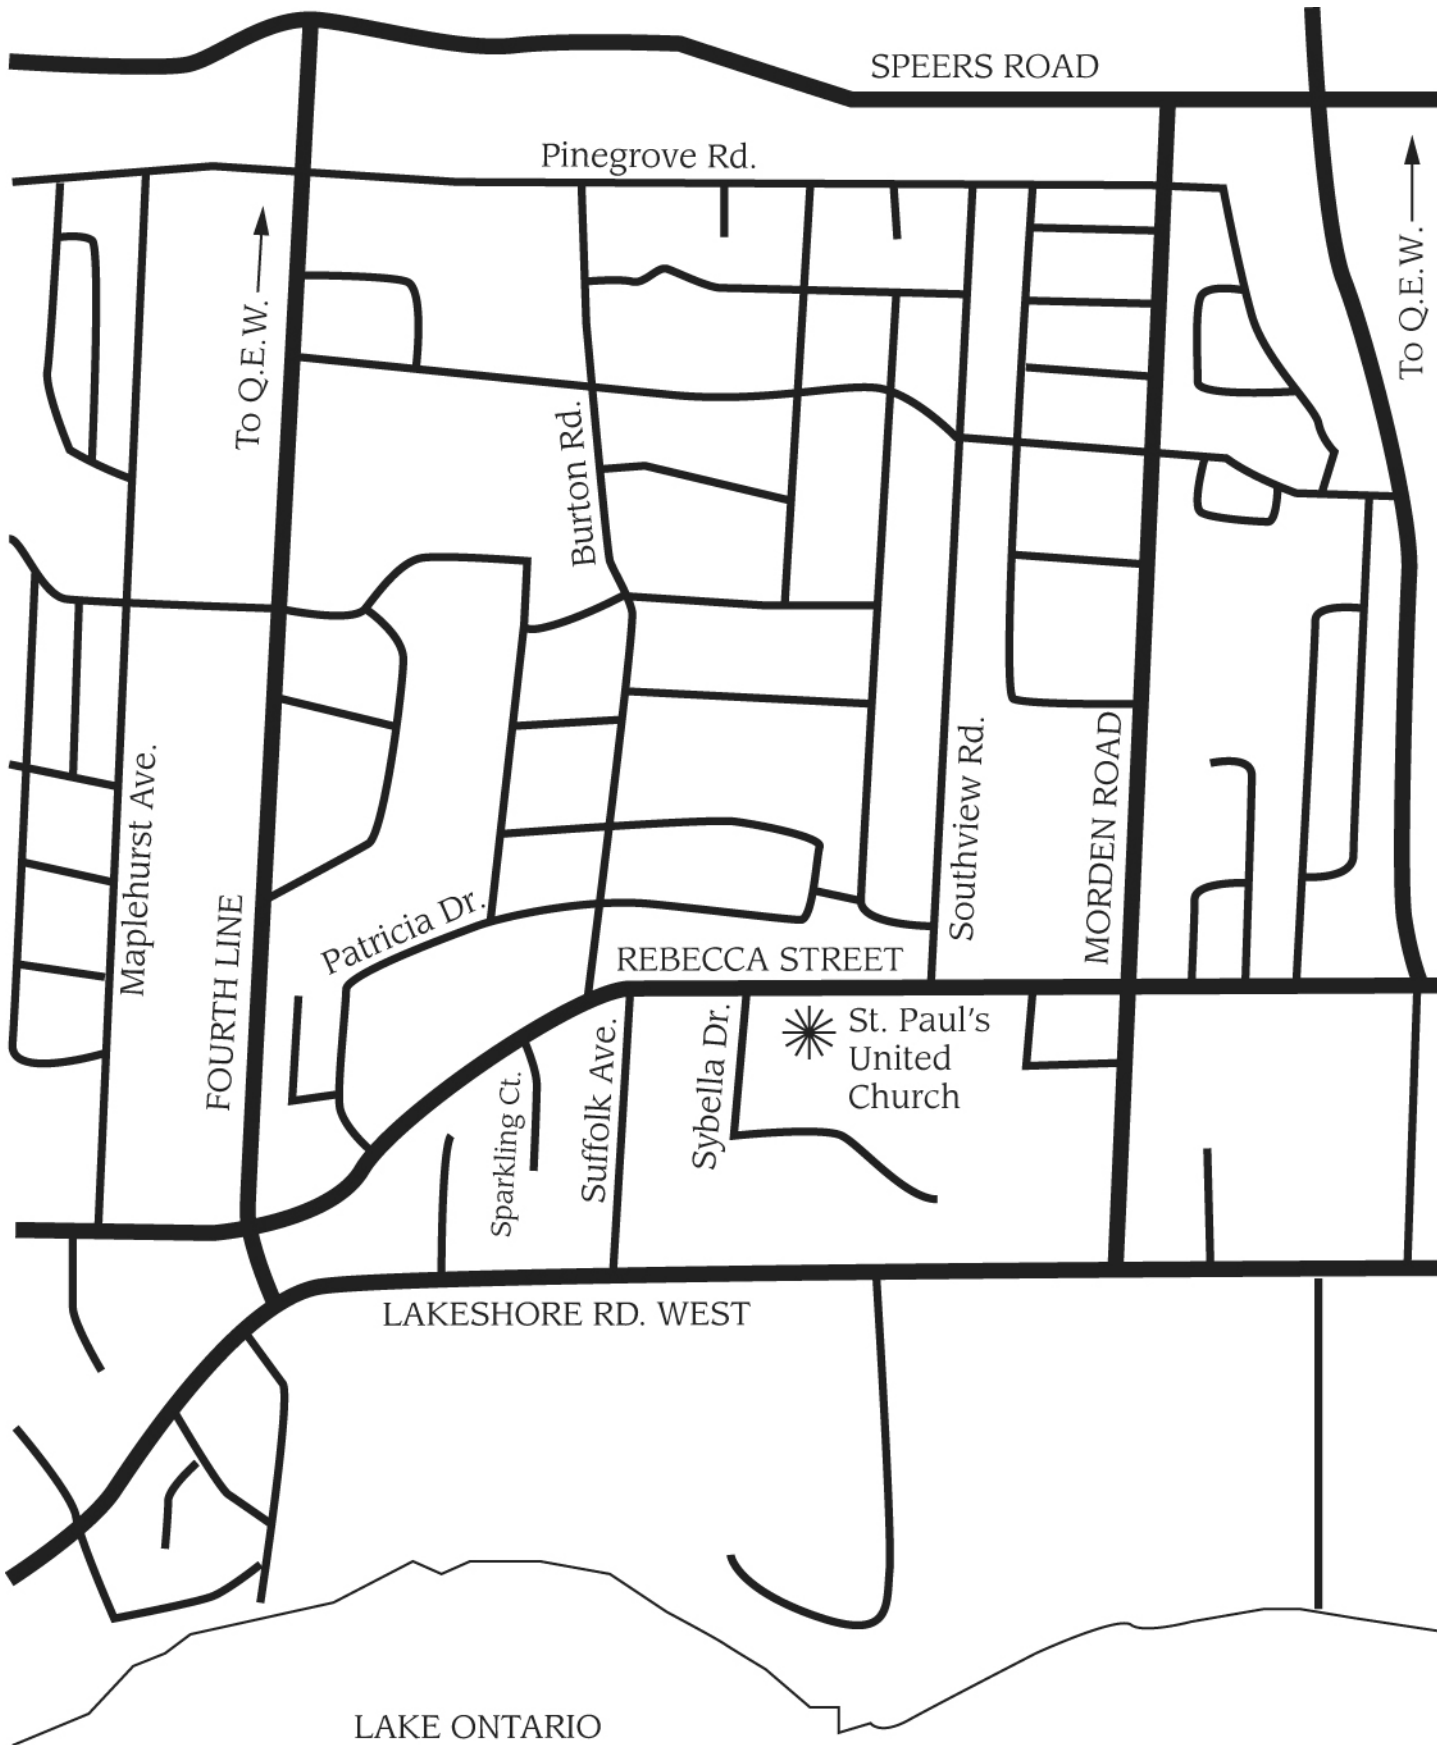 SPEERS ROAD
Pinegrove Rd.
To Q.E.W.
To Q.E.W.
Burton Rd.
Maplehurst Ave.
Southview Rd.
MORDEN ROAD
FOURTH LINE
Patricia Dr.
REBECCA STREET
St. Paul's
United
Church
Sparkling Ct.
Suffolk Ave.
Sybella Dr.
LAKESHORE RD. WEST
LAKE ONTARIO